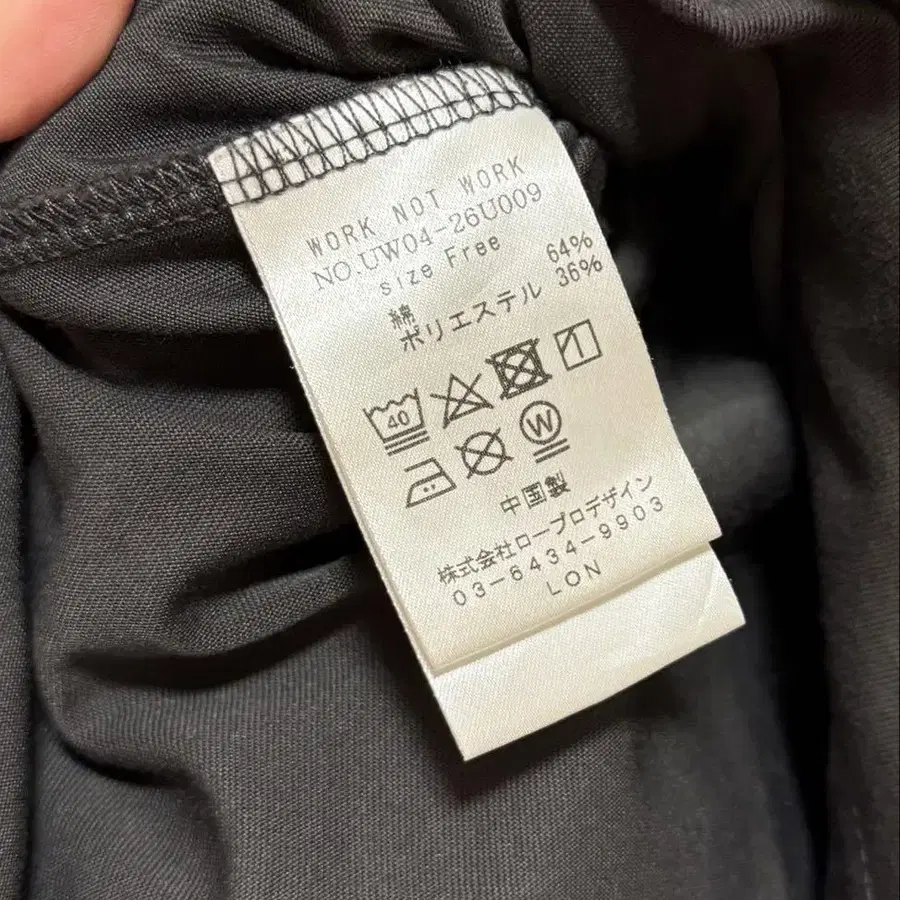 WORK NOT WORK
NO.UW04-26U009
size Free
綿 64%
ポリエステル 36%
40
W
中国製
株式会社ロープロデザイン
03-6434-9903
LON